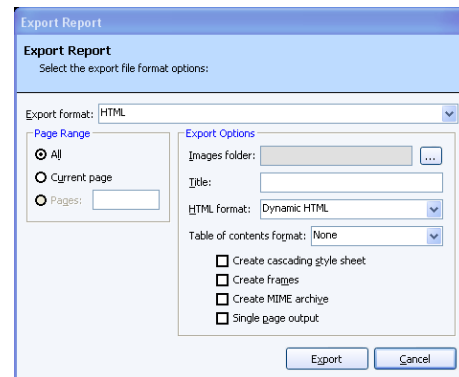 Export Report
Export Report
Select the export file format options:
Export format: HTML
Page Range
All
Current page
Pages:
Export Options
Images folder:
...
Title:
HTML format: Dynamic HTML
Table of contents format: None
Create cascading style sheet
Create frames
Create MIME archive
Single page output
Export
Cancel